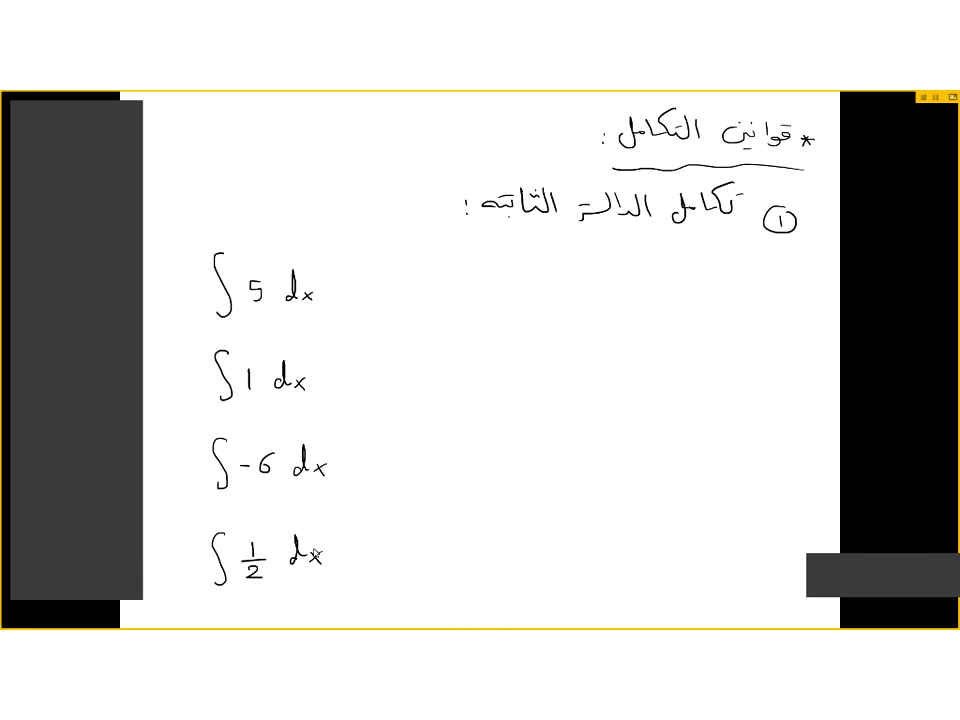 * قوانين التكامل :
① تكامل الدالة الثابته :
∫ 5 dx
∫ 1 dx
∫ -6 dx
∫ 1/2 dx